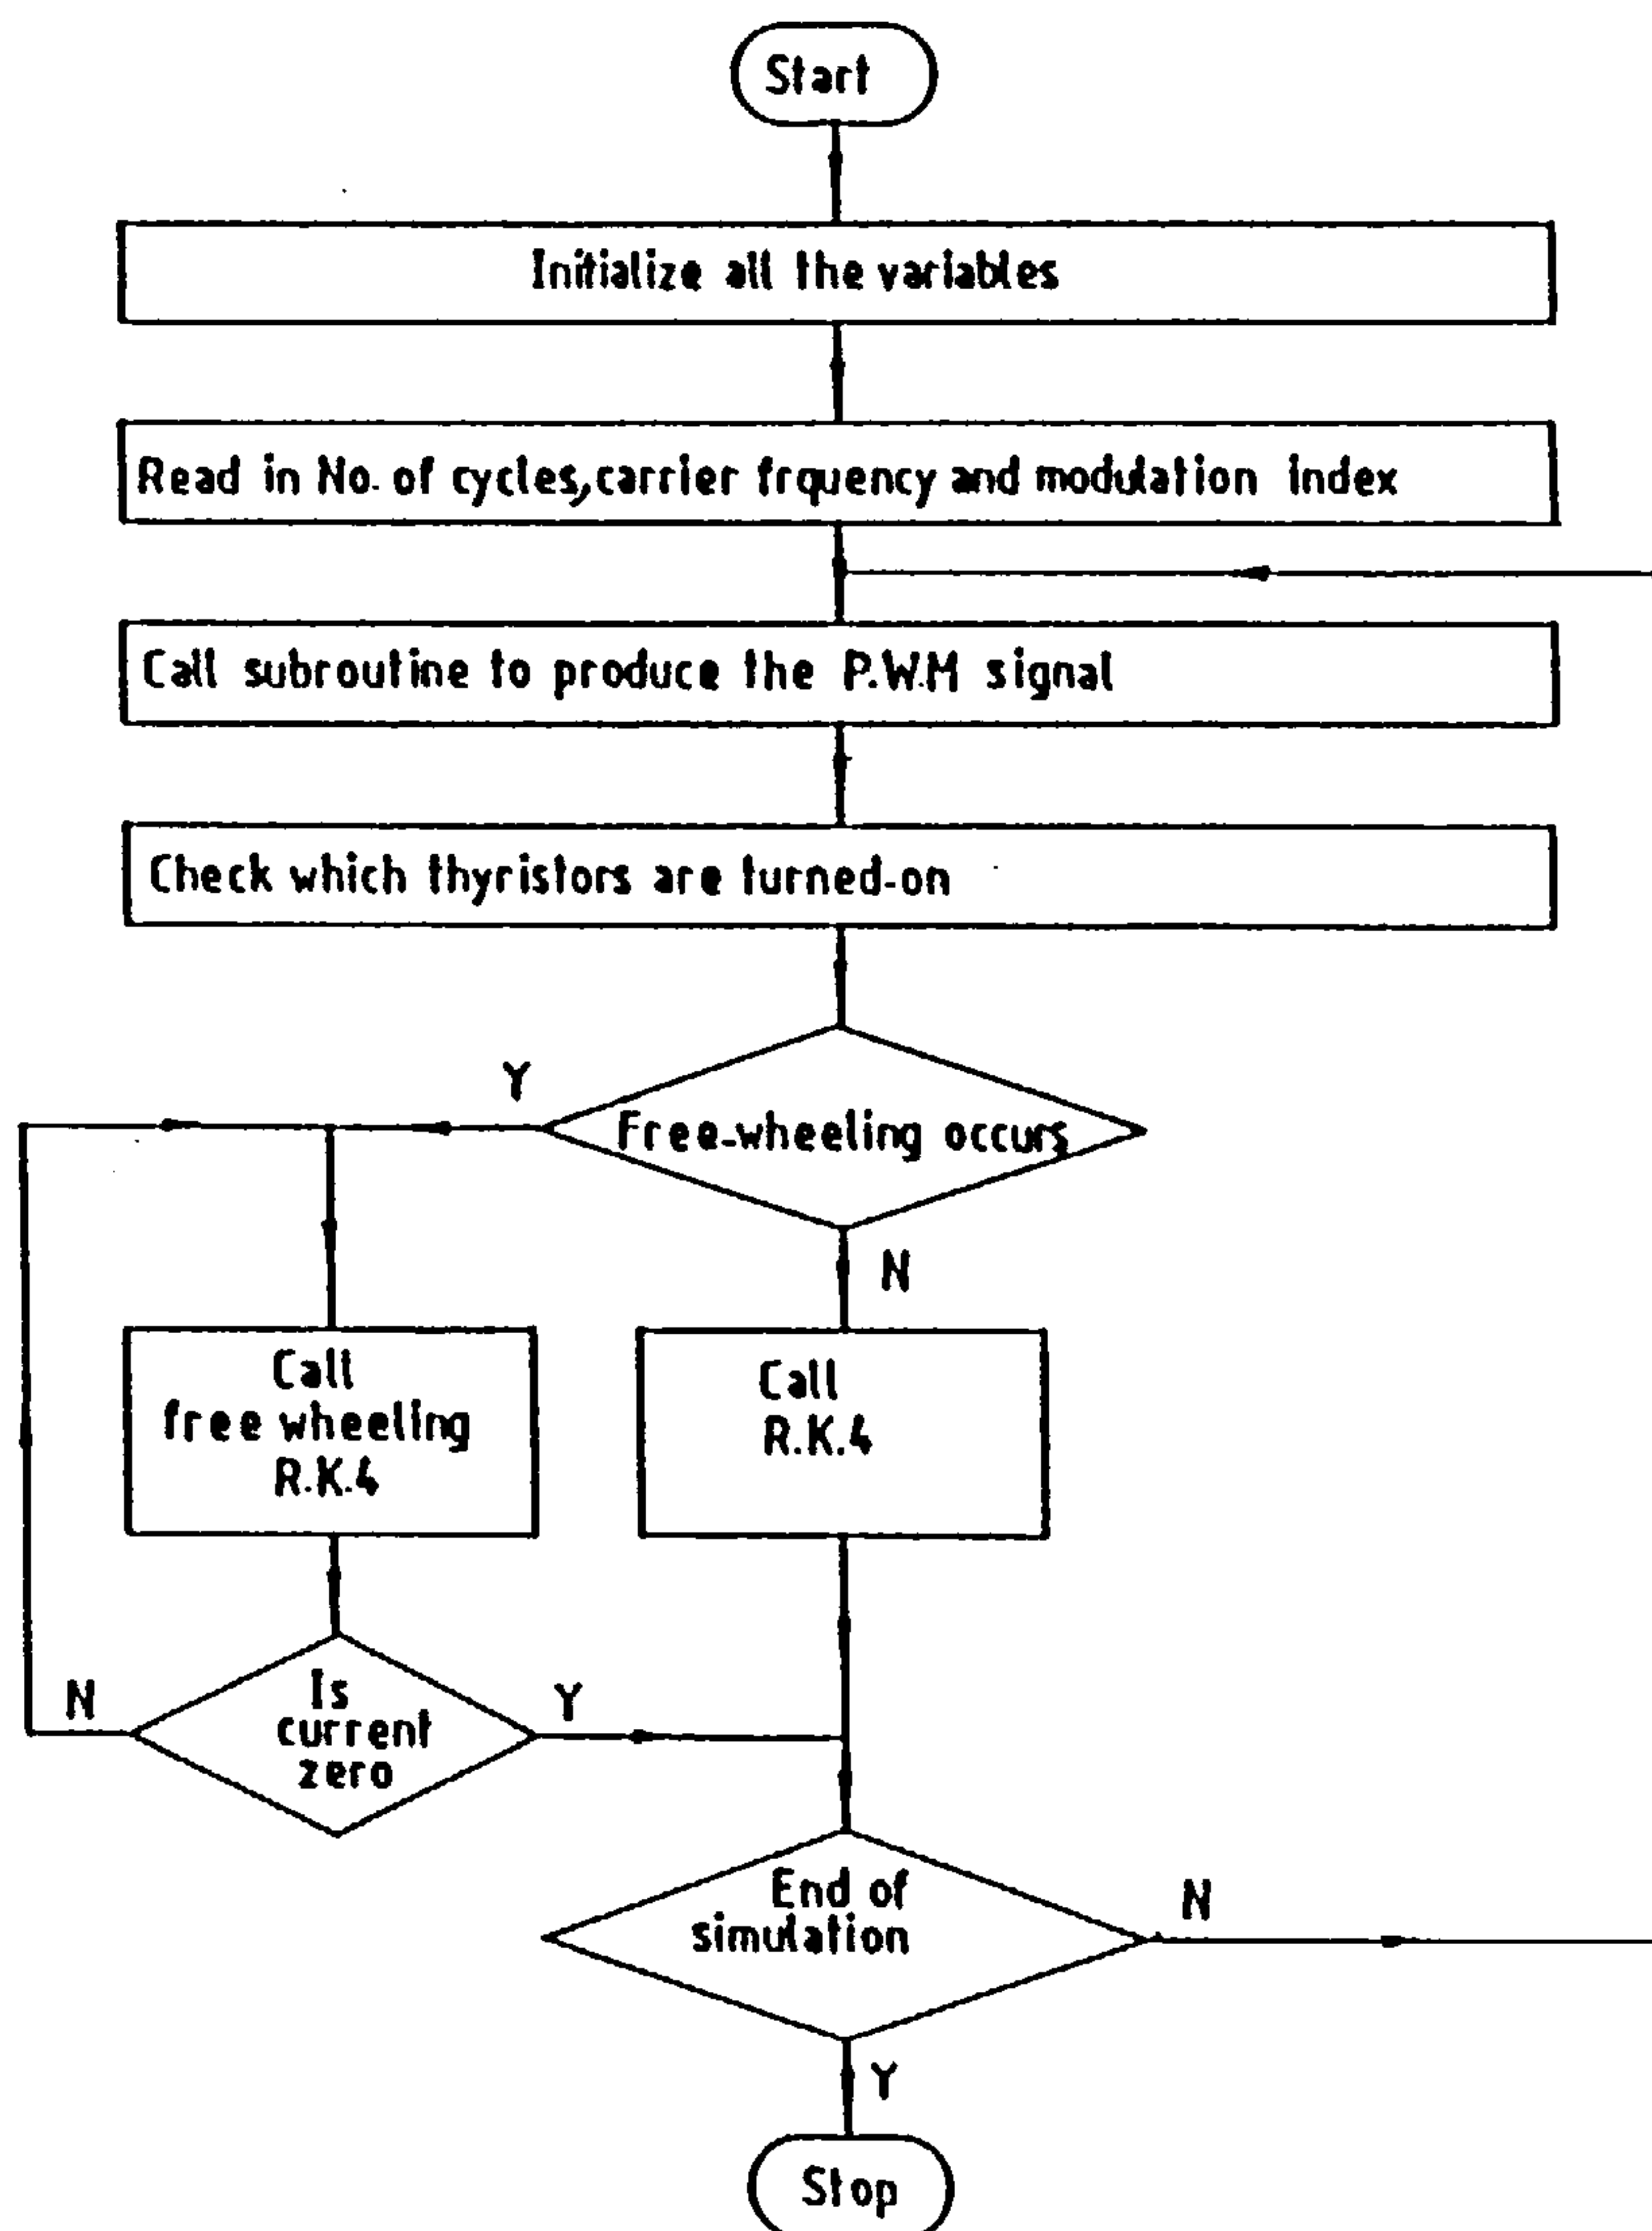 Start
Initialize all the variables
Read in No. of cycles,carrier frquency and modulation index
Call subroutine to produce the P.W.M signal
Check which thyristors are turned-on
Y
Free-wheeling occurs
N
Call
free wheeling
R.K.4
Call
R.K.4
N
Is
current
zero
Y
End of
simulation
N
Y
Stop